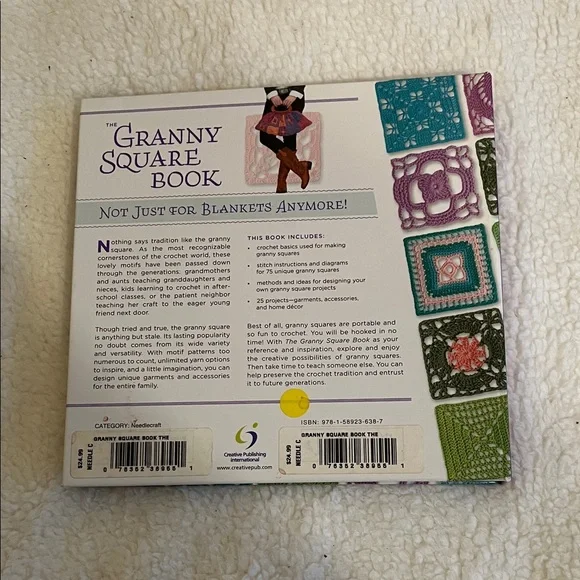 THE
GRANNY
SQUARE
BOOK
NOT JUST FOR BLANKETS ANYMORE!
Nothing says tradition like the granny
square. As the most recognizable
cornerstones of the crochet world, these
lovely motifs have been passed down
through the generations: grandmothers
and aunts teaching granddaughters and
nieces, kids learning to crochet in after-
school classes, or the patient neighbor
teaching her craft to the eager young
friend next door.
Though tried and true, the granny square
is anything but stale. Its lasting popularity
no doubt comes from its wide variety
and versatility. With motif patterns too
numerous to count, unlimited yarn options
to inspire, and a little imagination, you can
design unique garments and accessories
for the entire family.
THIS BOOK INCLUDES:
• crochet basics used for making
granny squares
• stitch instructions and diagrams
for 75 unique granny squares
• methods and ideas for designing your
own granny square projects
• 25 projects—garments, accessories,
and home décor
Best of all, granny squares are portable and
so fun to crochet. You will be hooked in no
time! With The Granny Square Book as your
reference and inspiration, explore and enjoy
the creative possibilities of granny squares.
Then take time to teach someone else. You can
help preserve the crochet tradition and entrust
it to future generations.
CATEGORY: Needlecraft
GRANNY SQUARE BOOK THE
$24.99
NEEDLE C
0 76362 38986 1
Creative Publishing
international
www.creativepub.com
ISBN: 978-1-58923-638-7
GRANNY SQUARE BOOK THE
$24.99
NEEDLE C
0 76362 38986 1